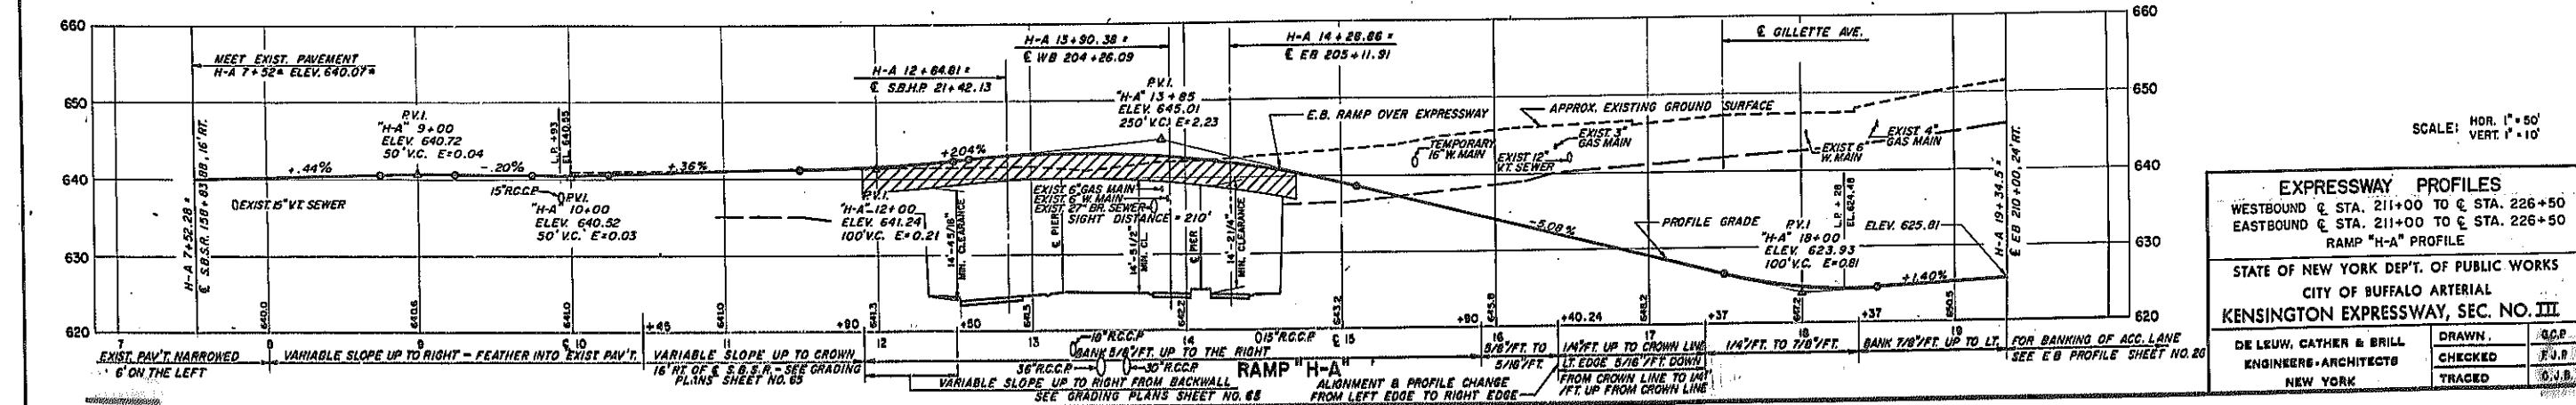 660
650
640
630
620
MEET EXIST. PAVEMENT
H-A 7+52± ELEV. 640.07±
H-A 7+52.28 =
℄ S.B.S.R. 158+83 BB, 16' RT.
+.44%
0 EXIST 15" V.T. SEWER
P.V.I.
"H-A" 9+00
ELEV. 640.72
50' V.C. E=0.04
-.20%
L.P. +93
EL. 640.55
15" R.C.C.P.
P.V.I.
"H-A" 10+00
ELEV. 640.52
50' V.C. E=0.03
+.36%
H-A 12+64.81 =
℄ S.B.H.P. 21+42.13
P.V.I.
"H-A" 12+00
ELEV. 641.24
100' V.C. E=0.21
+2.04%
H-A 13+90.38 =
℄ WB 204+26.09
P.V.I.
"H-A" 13+85
ELEV. 645.01
250' V.C. E=2.23
H-A 14+28.86 =
℄ EB 205+11.91
E.B. RAMP OVER EXPRESSWAY
EXIST 6" GAS MAIN
EXIST. 6" W. MAIN
EXIST 27" BR. SEWER
SIGHT DISTANCE = 210'
14'-4 5/16"
MIN. CLEARANCE
℄ PIER
14'-5 1/2"
MIN. CL.
℄ PIER
14'-2 1/4"
MIN. CLEARANCE
APPROX. EXISTING GROUND SURFACE
℄ GILLETTE AVE.
TEMPORARY
16" W. MAIN
EXIST 12"
V.T. SEWER
EXIST 3"
GAS MAIN
EXIST 6"
W. MAIN
EXIST 4"
GAS MAIN
-5.08%
PROFILE GRADE
P.V.I
"H-A" 18+00
ELEV. 623.93
100' V.C. E=0.81
L.P. +28
EL. 624.48
ELEV. 625.81
+1.40%
H-A 19+34.5 =
℄ EB 210+00, 24' RT.
660
650
640
630
620
640.0
640.6
641.0
641.0
641.3
641.5
642.2
643.2
645.8
648.2
647.2
650.5
7 8 9 10 11 12 13 14 15 16 17 18 19
+45 +90 +50 +90 +40.24 +37 +37
EXIST. PAV'T. NARROWED
6' ON THE LEFT
VARIABLE SLOPE UP TO RIGHT - FEATHER INTO EXIST PAV'T.
VARIABLE SLOPE UP TO CROWN
16' RT. OF ℄ S.B.S.R. - SEE GRADING
PLANS SHEET NO. 65
18" R.C.C.P.
0 15" R.C.C.P.
BANK 5/8"/FT. UP TO THE RIGHT
36" R.C.C.P.
30" R.C.C.P.
VARIABLE SLOPE UP TO RIGHT FROM BACKWALL
SEE GRADING PLANS SHEET NO. 65
RAMP "H-A"
5/8"/FT. TO
5/16"/FT.
1/4"/FT. UP TO CROWN LINE
LT. EDGE 5/16"/FT. DOWN
FROM CROWN LINE TO 1/4"
/FT. UP FROM CROWN LINE
ALIGNMENT & PROFILE CHANGE
FROM LEFT EDGE TO RIGHT EDGE
1/4"/FT. TO 7/8"/FT.
BANK 7/8"/FT. UP TO LT.
FOR BANKING OF ACC. LANE
SEE E B PROFILE SHEET NO. 26
SCALE: HOR. 1" = 50'
VERT. 1" = 10'
EXPRESSWAY PROFILES
WESTBOUND ℄ STA. 211+00 TO ℄ STA. 226+50
EASTBOUND ℄ STA. 211+00 TO ℄ STA. 226+50
RAMP "H-A" PROFILE
STATE OF NEW YORK DEP'T. OF PUBLIC WORKS
CITY OF BUFFALO ARTERIAL
KENSINGTON EXPRESSWAY, SEC. NO. III
DE LEUW, CATHER & BRILL
ENGINEERS-ARCHITECTS
NEW YORK
DRAWN
CHECKED
TRACED